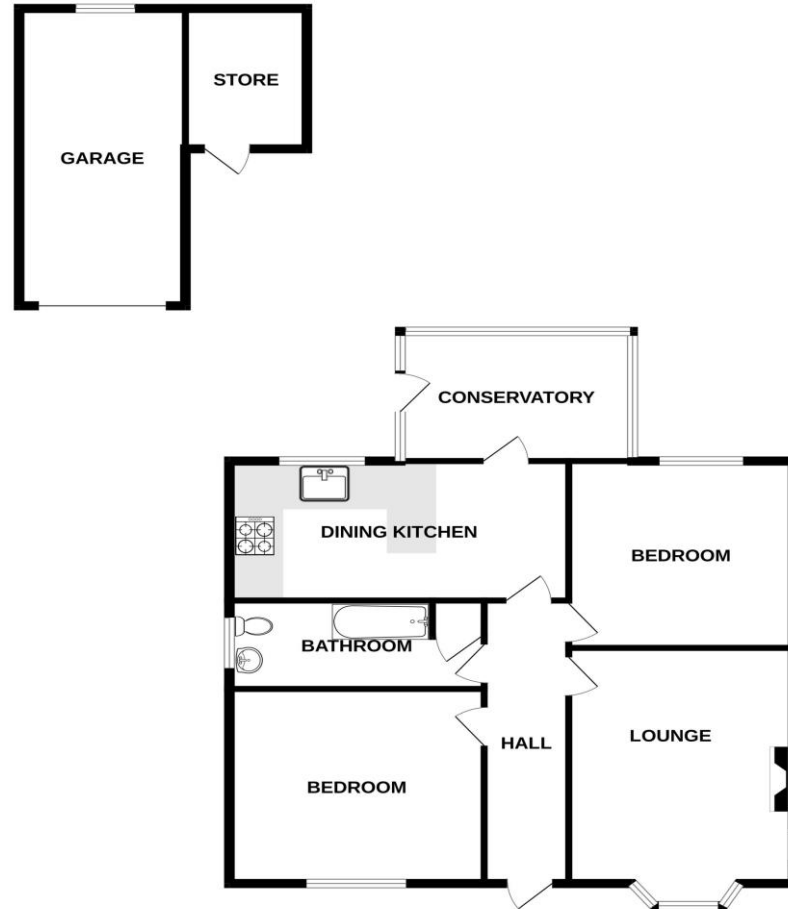 STORE
GARAGE
CONSERVATORY
DINING KITCHEN
BEDROOM
BATHROOM
HALL
LOUNGE
BEDROOM